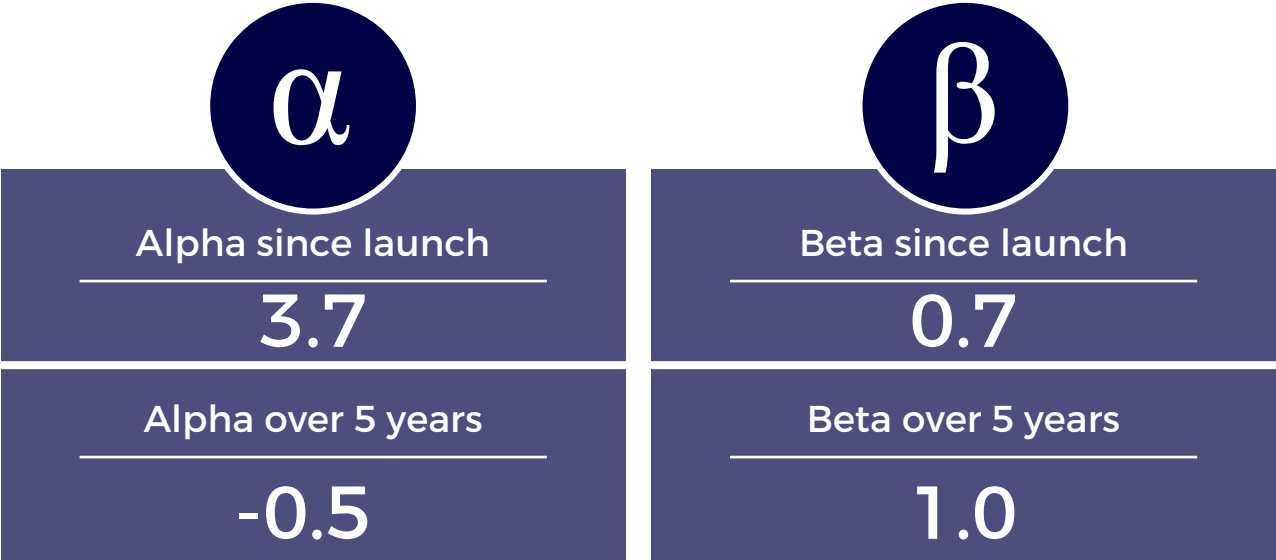 α
Alpha since launch
3.7
Alpha over 5 years
-0.5
β
Beta since launch
0.7
Beta over 5 years
1.0